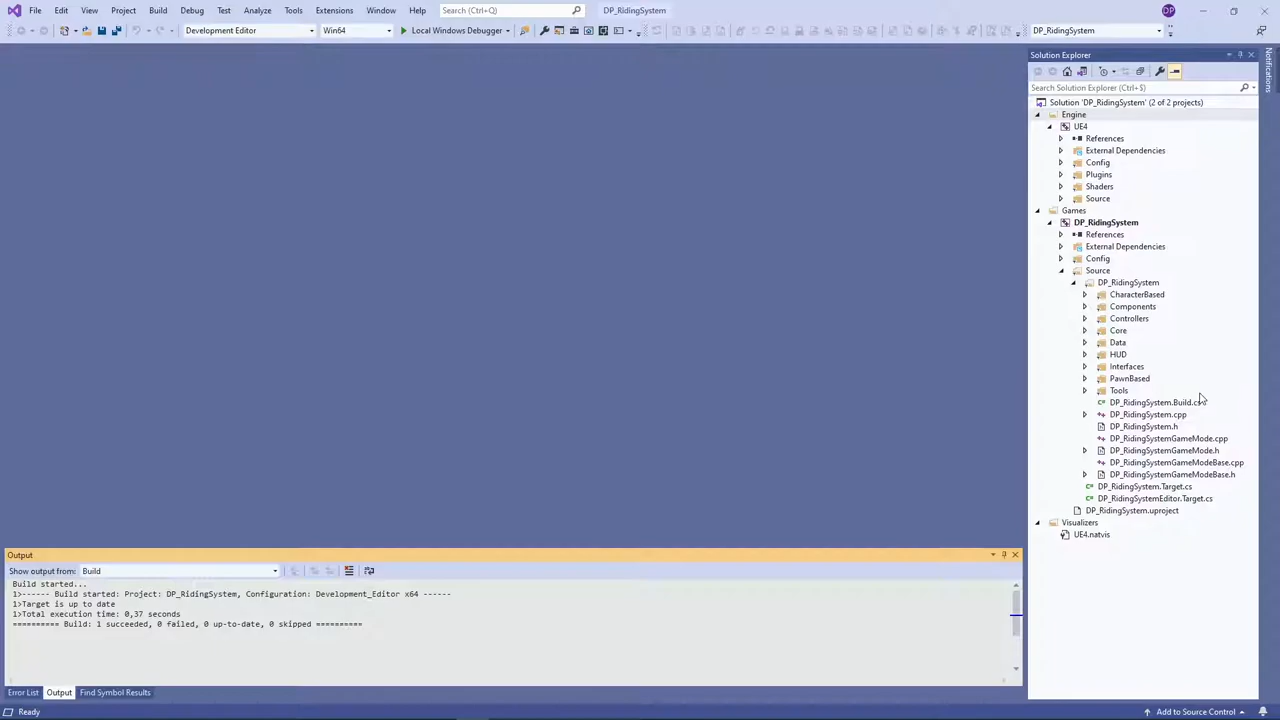 File Edit View Project Build Debug Test Analyze Tools Extensions Window Help Search (Ctrl+Q) DP_RidingSystem DP
Development Editor Win64 Local Windows Debugger DP_RidingSystem
Solution Explorer
Notifications
Search Solution Explorer (Ctrl+$)
Solution 'DP_RidingSystem' (2 of 2 projects)
Engine
UE4
References
External Dependencies
Config
Plugins
Shaders
Source
Games
DP_RidingSystem
References
External Dependencies
Config
Source
DP_RidingSystem
CharacterBased
Components
Controllers
Core
Data
HUD
Interfaces
PawnBased
Tools
DP_RidingSystem.Build.cs
DP_RidingSystem.cpp
DP_RidingSystem.h
DP_RidingSystemGameMode.cpp
DP_RidingSystemGameMode.h
DP_RidingSystemGameModeBase.cpp
DP_RidingSystemGameModeBase.h
DP_RidingSystem.Target.cs
DP_RidingSystemEditor.Target.cs
DP_RidingSystem.uproject
Visualizers
UE4.natvis
Output
Show output from: Build
Build started...
1>------ Build started: Project: DP_RidingSystem, Configuration: Development_Editor x64 ------
1>Target is up to date
1>Total execution time: 0,37 seconds
========== Build: 1 succeeded, 0 failed, 0 up-to-date, 0 skipped ==========
Error List Output Find Symbol Results
Ready Add to Source Control